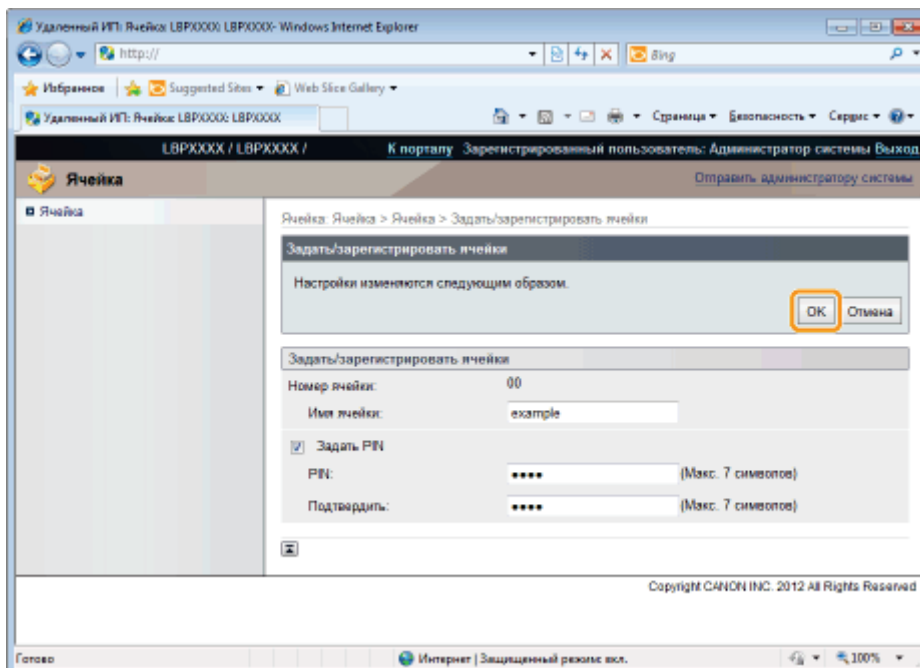 Удаленный ИП: Ячейка: LBPXXXX: LBPXXXX- Windows Internet Explorer
http://
Bing
Избранное Suggested Sites Web Slice Gallery
Удаленный ИП: Ячейка: LBPXXXX: LBPXXXX Страница Безопасность Сервис
LBPXXXX / LBPXXXX / К порталу Зарегистрированный пользователь: Администратор системы Выход
Ячейка Отправить администратору системы
Ячейка
Ячейка: Ячейка > Ячейка > Задать/зарегистрировать ячейки
Задать/зарегистрировать ячейки
Настройки изменяются следующим образом.
OK Отмена
Задать/зарегистрировать ячейки
Номер ячейки: 00
Имя ячейки: example
Задать PIN
PIN: •••• (Макс. 7 символов)
Подтвердить: •••• (Макс. 7 символов)
Copyright CANON INC. 2012 All Rights Reserved
Готово Интернет | Защищенный режим: вкл. 100%